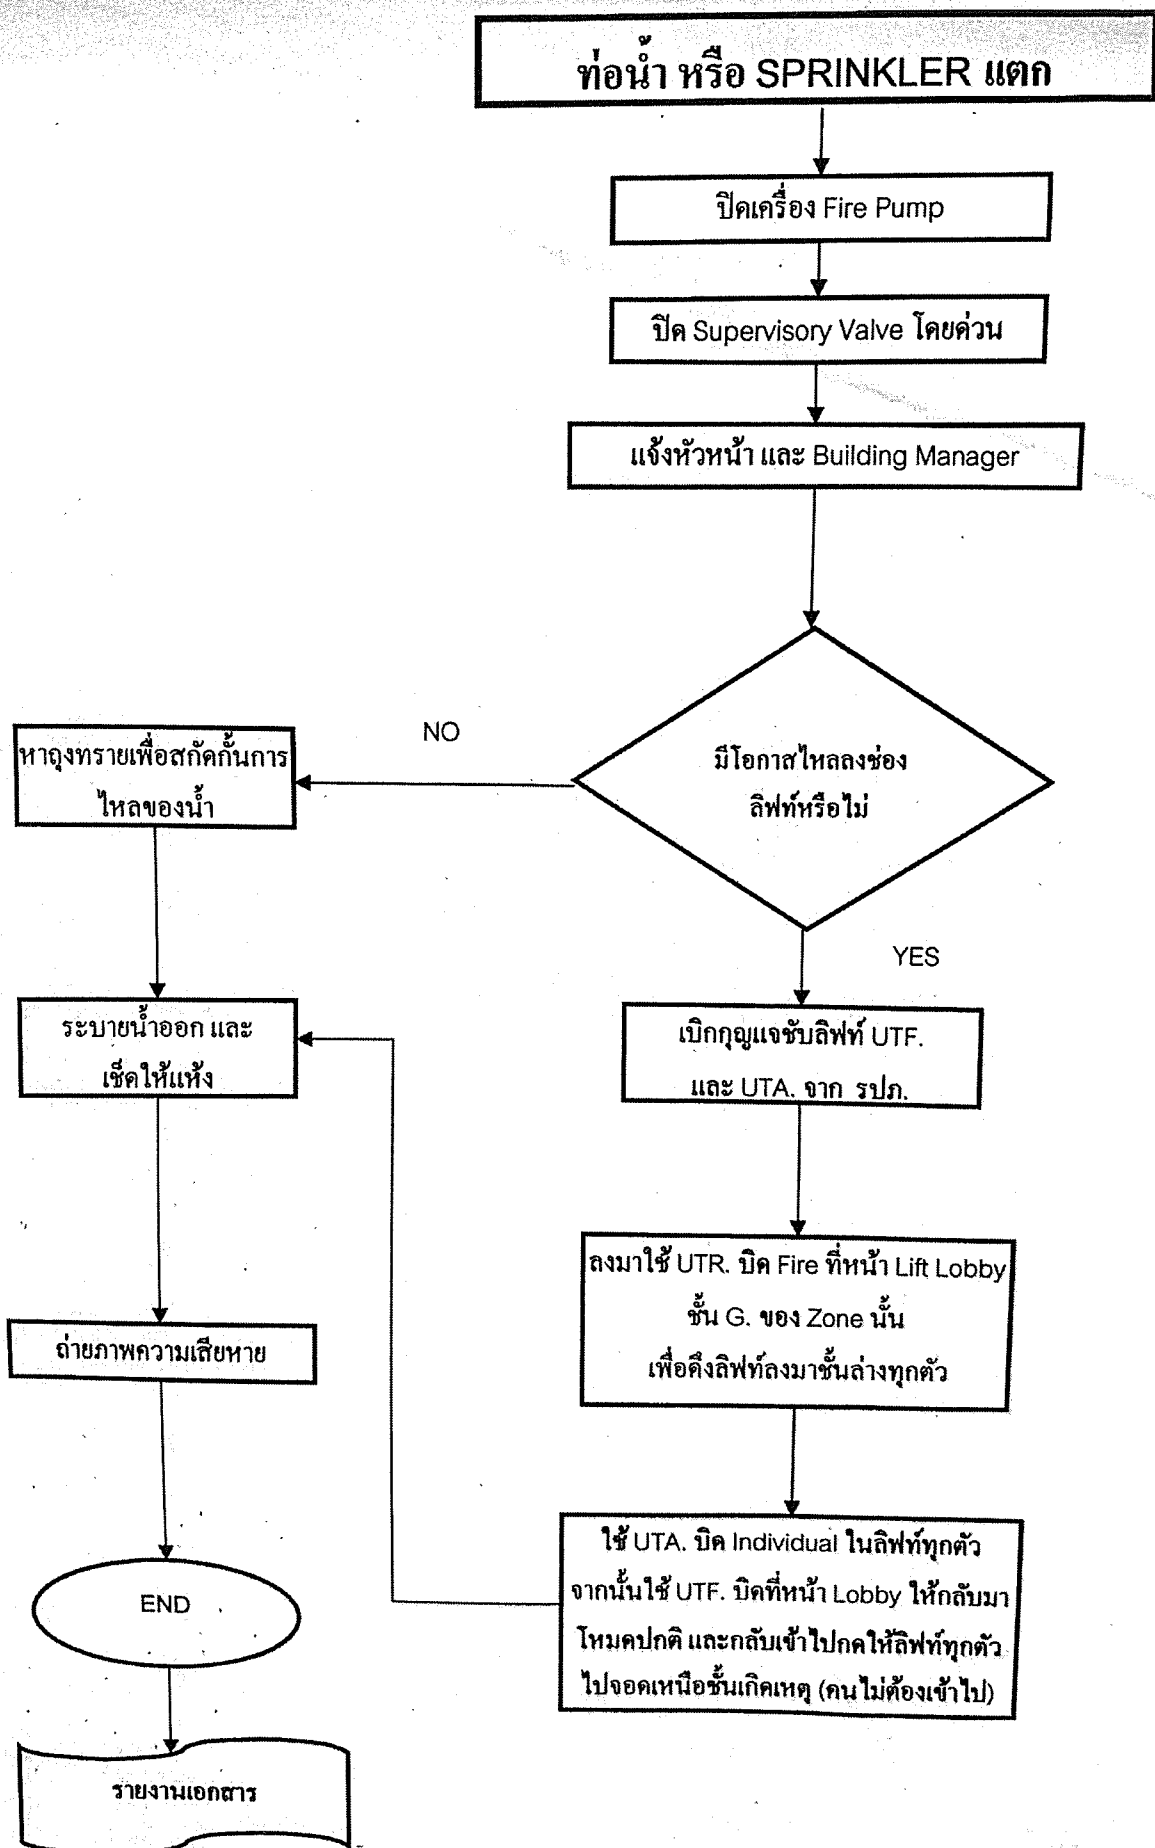 ท่อน้ำ หรือ SPRINKLER แตก
ปิดเครื่อง Fire Pump
ปิด Supervisory Valve โดยด่วน
แจ้งหัวหน้า และ Building Manager
มีโอกาสไหลลงช่อง
ลิฟท์หรือไม่
NO
หาถุงทรายเพื่อสกัดกั้นการ
ไหลของน้ำ
YES
ระบายน้ำออก และ
เช็ดให้แห้ง
เบิกกุญแจชับลิฟท์ UTF.
และ UTA. จาก รปภ.
ลงมาใช้ UTR. บิด Fire ที่หน้า Lift Lobby
ชั้น G. ของ Zone นั้น
เพื่อดึงลิฟท์ลงมาชั้นล่างทุกตัว
ถ่ายภาพความเสียหาย
ใช้ UTA. บิด Individual ในลิฟท์ทุกตัว
จากนั้นใช้ UTF. บิดที่หน้า Lobby ให้กลับมา
โหมดปกติ และกลับเข้าไปกดให้ลิฟท์ทุกตัว
ไปจอดเหนือชั้นเกิดเหตุ (คนไม่ต้องเข้าไป)
END
รายงานเอกสาร